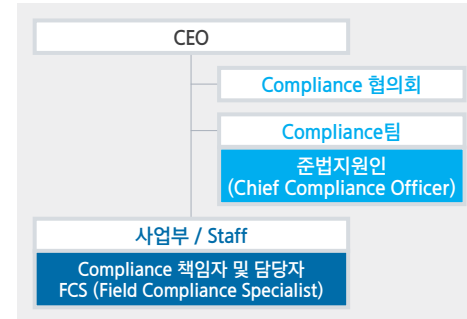 CEO
Compliance 협의회
Compliance팀
준법지원인
(Chief Compliance Officer)
사업부 / Staff
Compliance 책임자 및 담당자
FCS (Field Compliance Specialist)